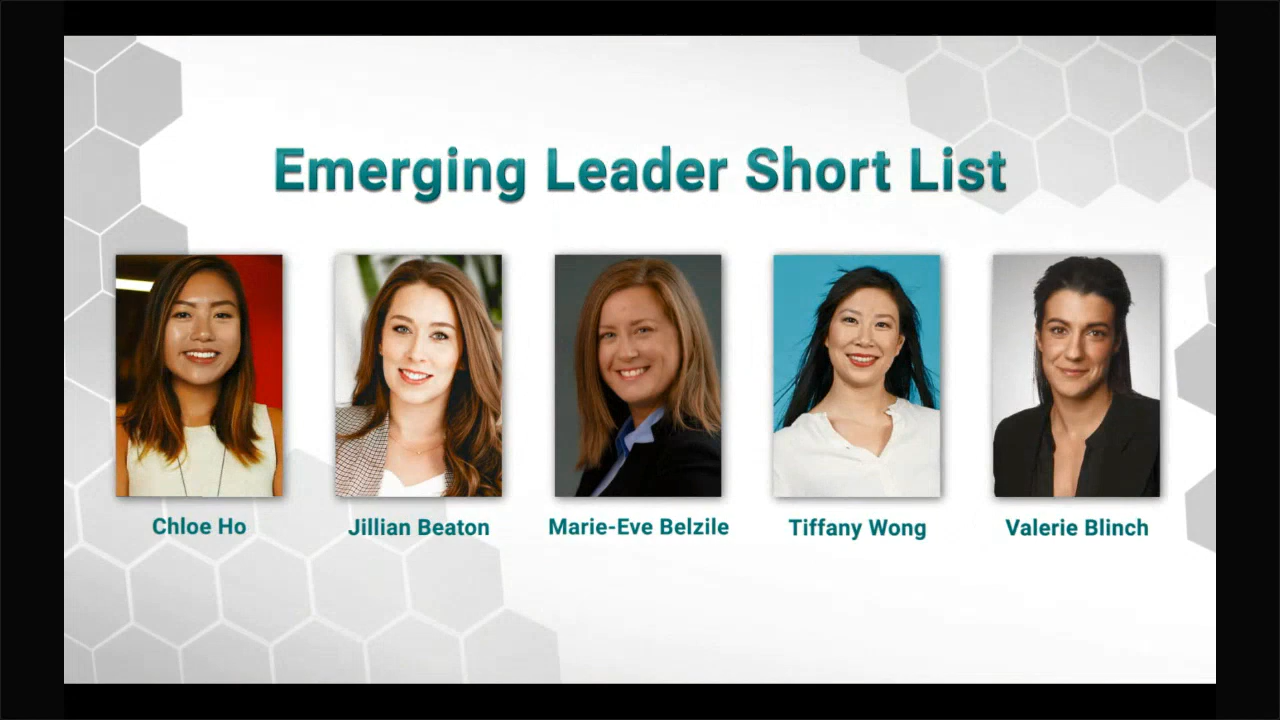 Emerging Leader Short List
Chloe Ho
Jillian Beaton
Marie-Eve Belzile
Tiffany Wong
Valerie Blinch